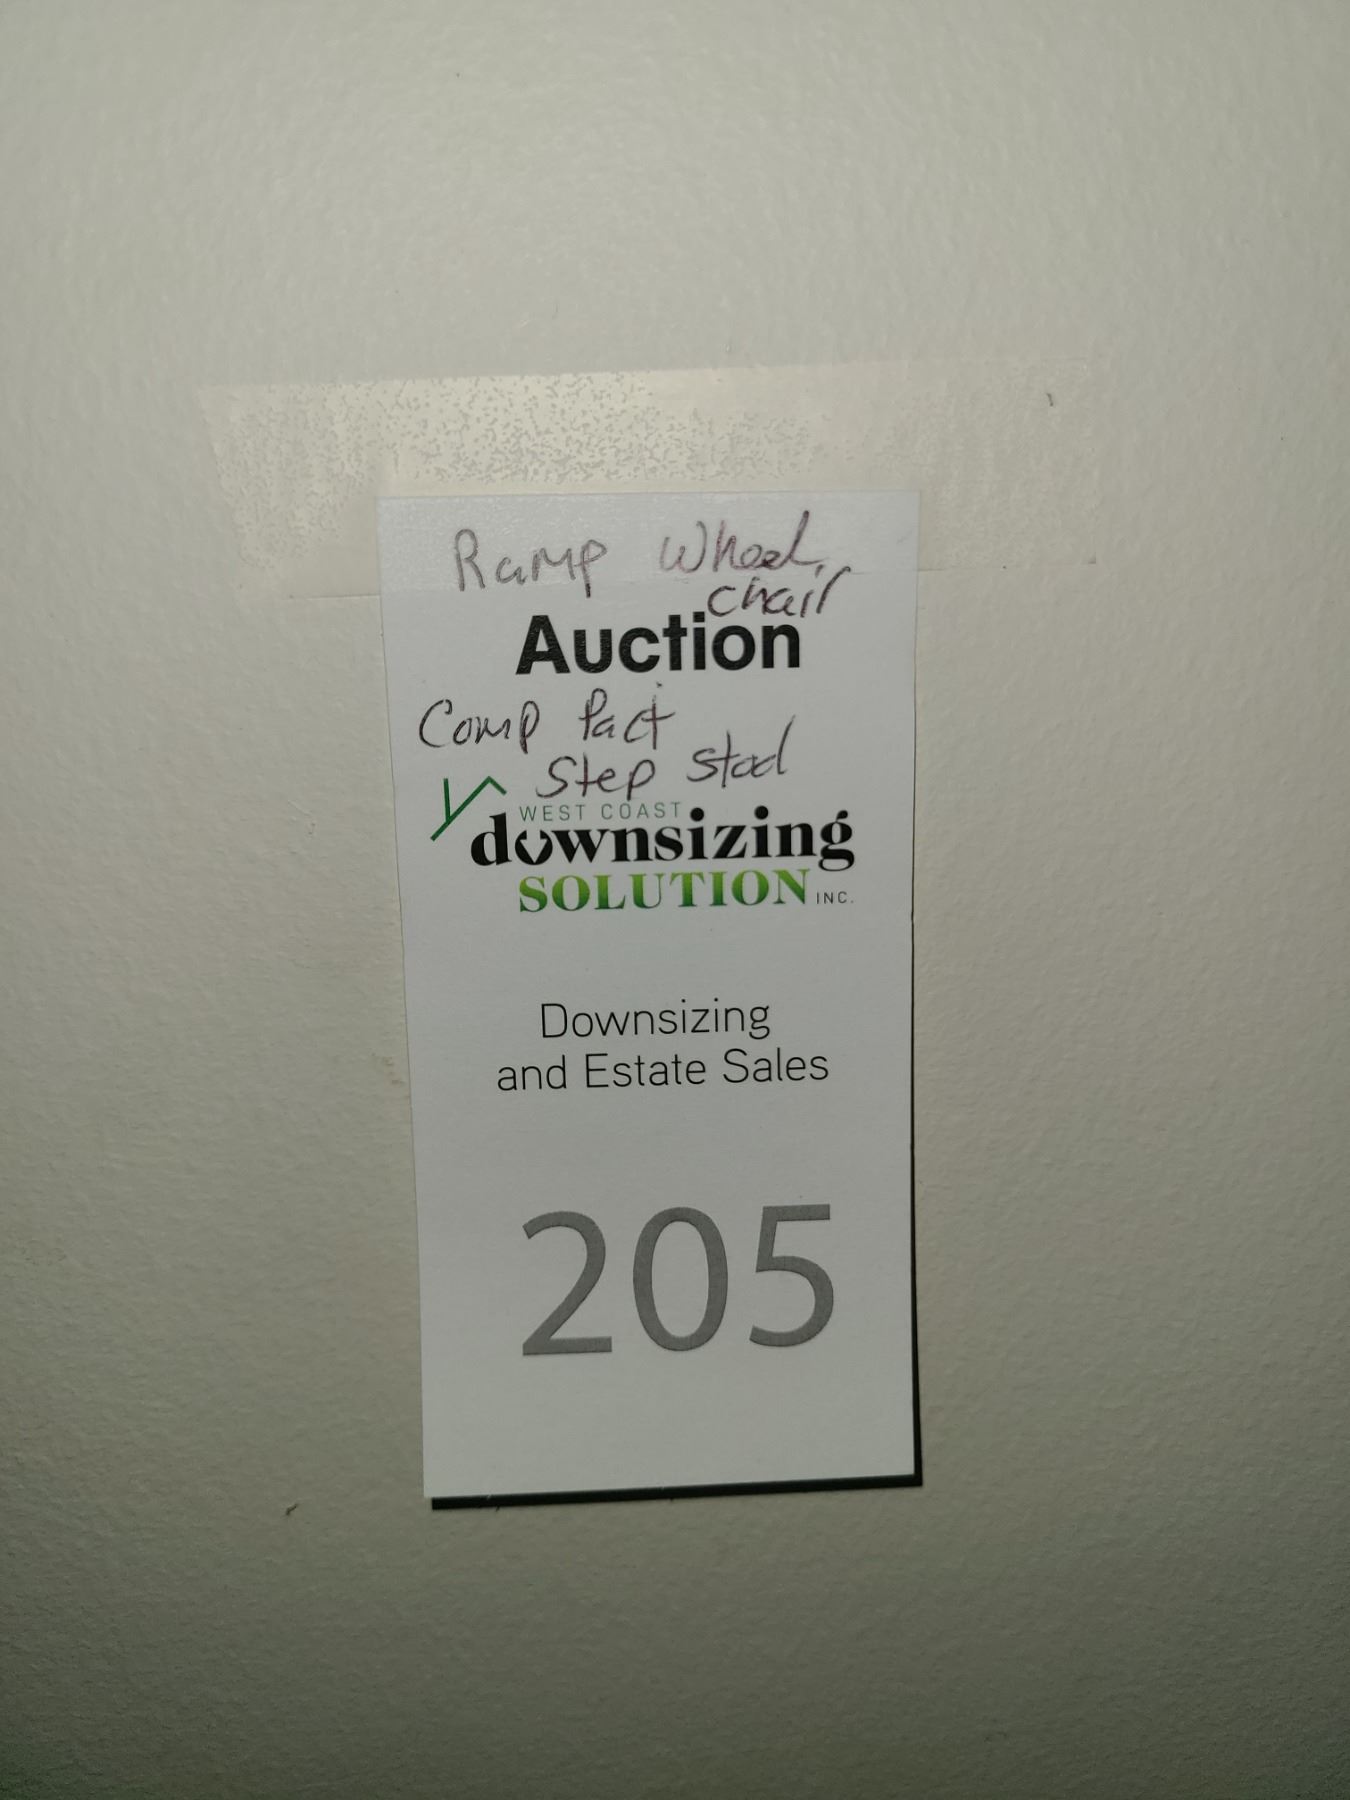 Ramp Wheel
chair
Auction
Comp Pact
Step Stool
WEST COAST
downsizing
SOLUTION INC.
Downsizing
and Estate Sales
205